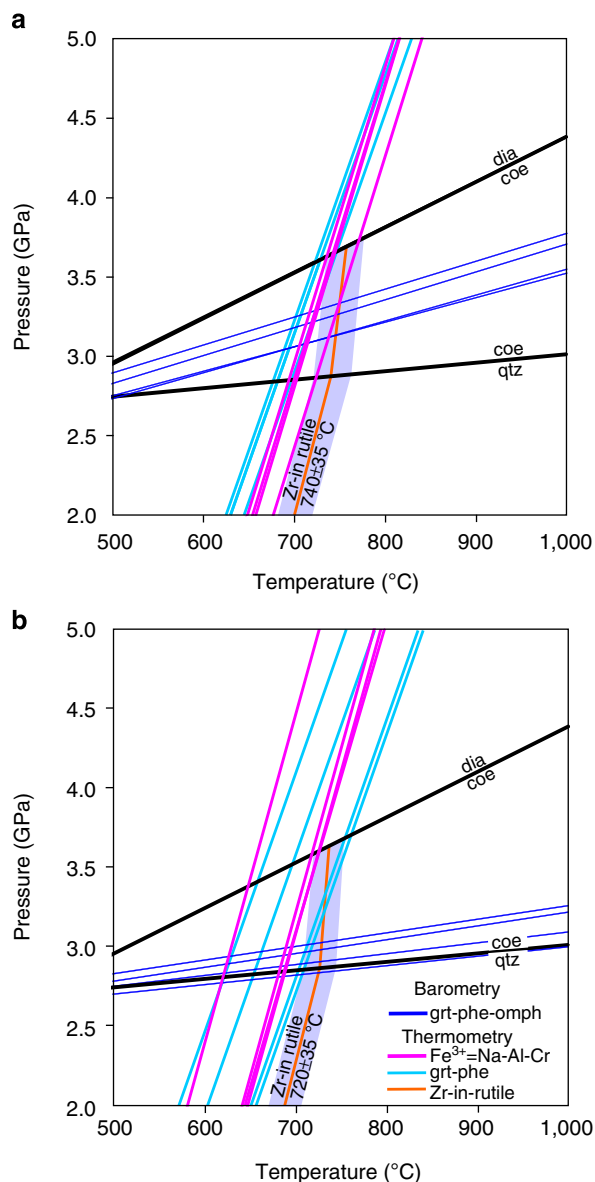 a
5.0
4.5
4.0
3.5
3.0
2.5
2.0
Pressure (GPa)
dia
coe
coe
qtz
Zr-in rutile
740±35 °C
500 600 700 800 900 1,000
Temperature (°C)
b
5.0
4.5
4.0
3.5
3.0
2.5
2.0
Pressure (GPa)
dia
coe
coe
qtz
Zr-in rutile
720±35 °C
Barometry
grt-phe-omph
Thermometry
Fe³⁺=Na-Al-Cr
grt-phe
Zr-in-rutile
500 600 700 800 900 1,000
Temperature (°C)